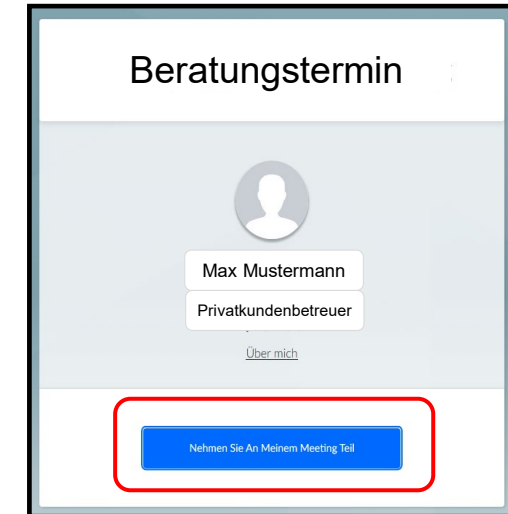 Beratungstermin
Max Mustermann
Privatkundenbetreuer
Über mich
Nehmen Sie An Meinem Meeting Teil